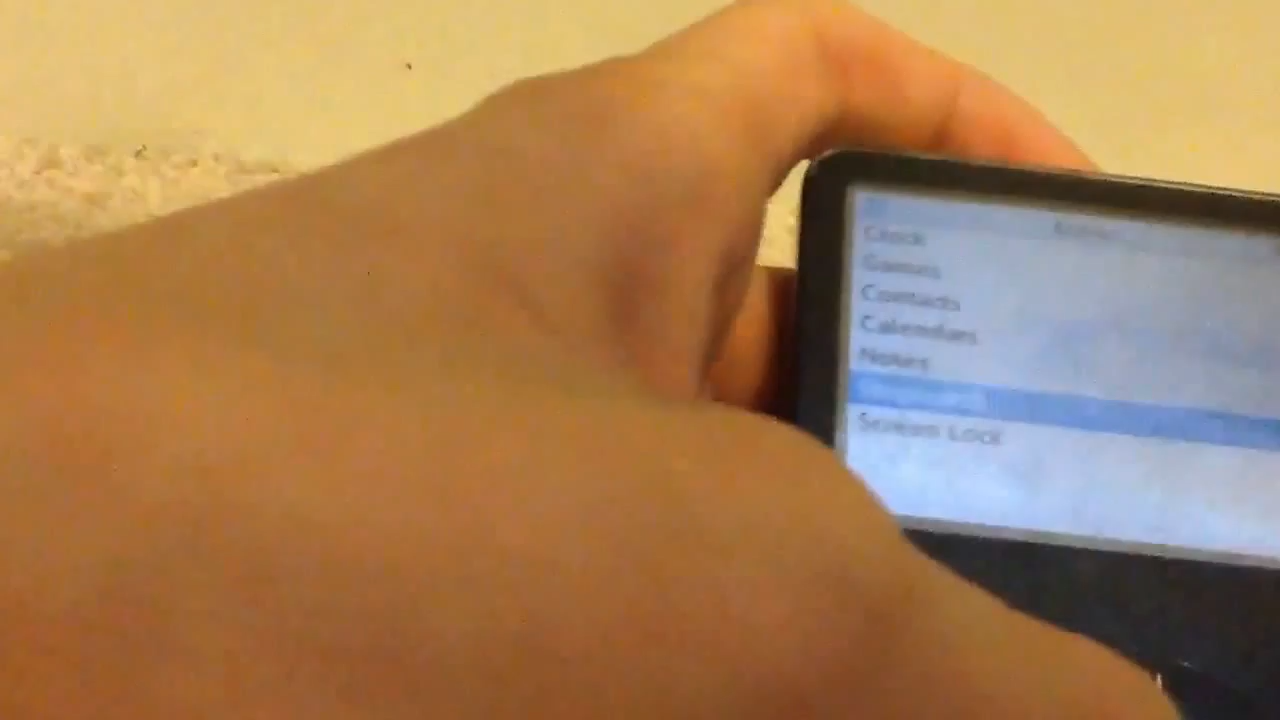 Clock
Games
Contacts
Calendars
Notes
Screen Lock